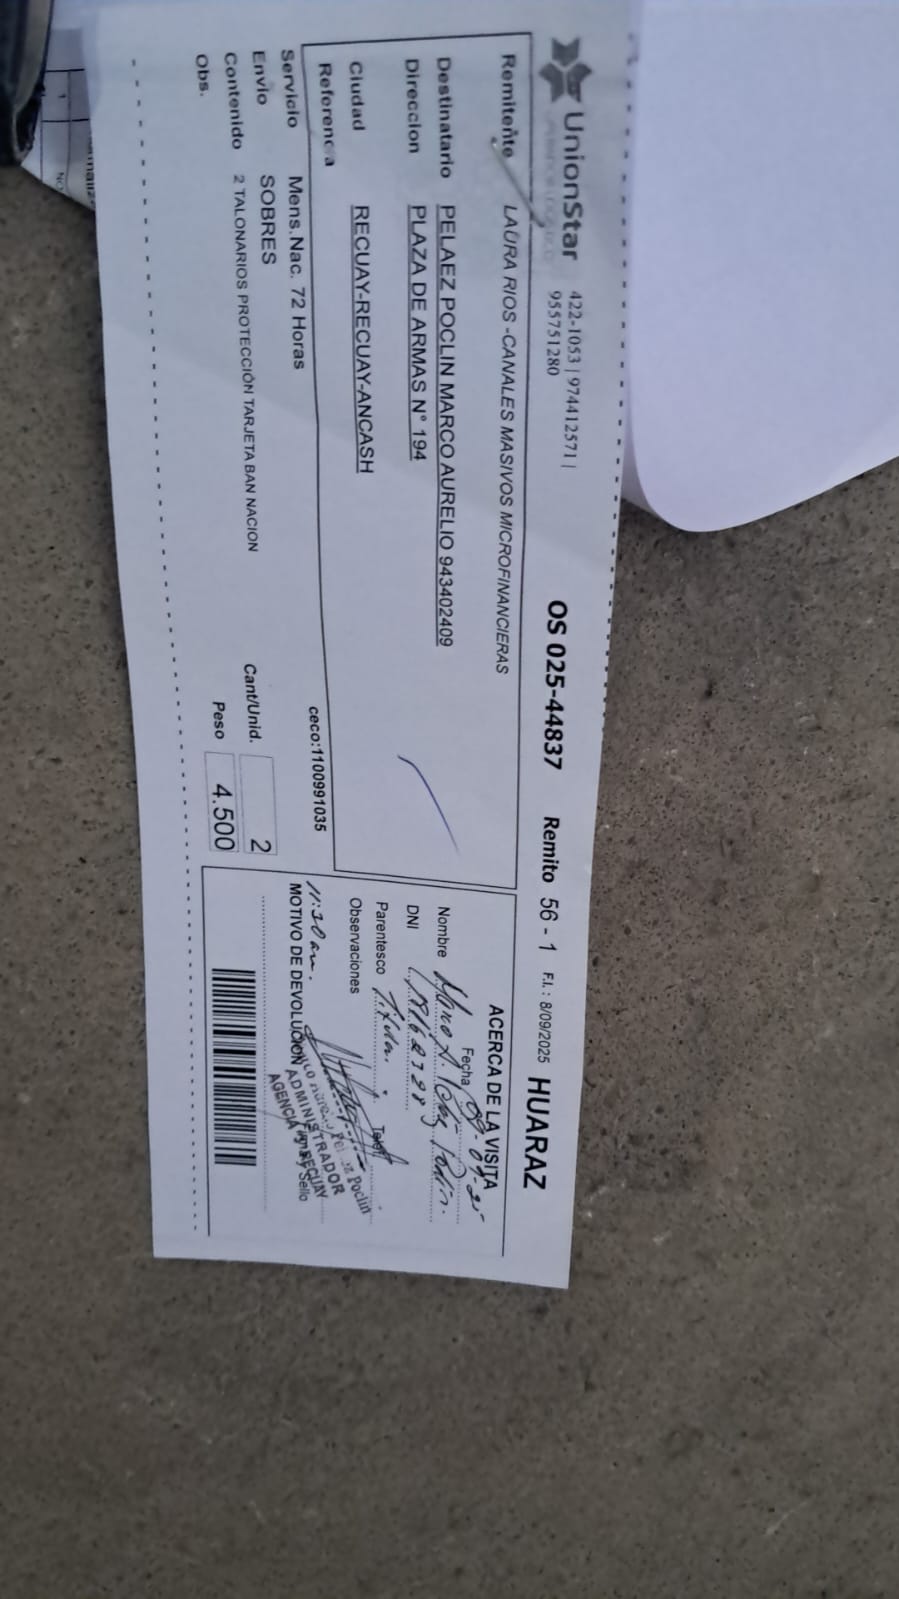 UnionStar 422-1053 | 974412571 |
955751280
OS 025-44837 Remito 56 - 1 F.I.: 8/09/2025 HUARAZ
Remitente LAURA RIOS -CANALES MASIVOS MICROFINANCIERAS
Destinatario PELAEZ POCLIN MARCO AURELIO 943402409
Direccion PLAZA DE ARMAS N° 194
Ciudad RECUAY-RECUAY-ANCASH
Referencia
ceco:1100991035
Servicio Mens.Nac. 72 Horas
Envio SOBRES
Cant/Unid. 2
Contenido 2 TALONARIOS PROTECCIÓN TARJETA BAN NACION
Peso 4.500
Obs.
ACERCA DE LA VISITA
Fecha
Nombre
DNI
Parentesco
Observaciones
11:30 am.
MOTIVO DE DEVOLUCION
Poclin
ADMINISTRADOR
AGENCIA RECUAY
Sello